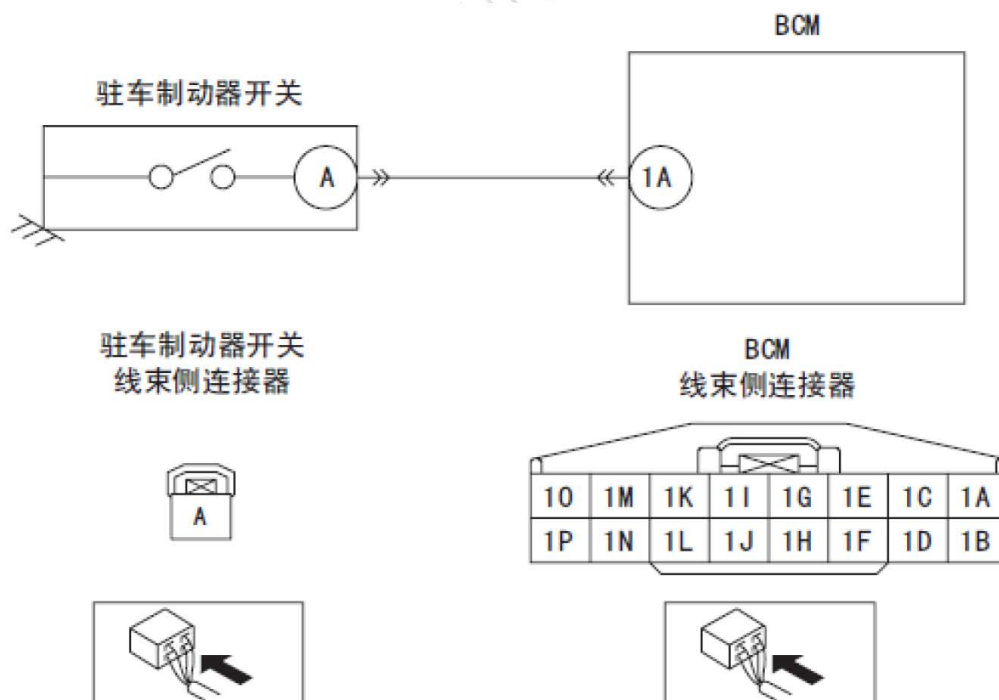 BCM
驻车制动器开关
A
1A
驻车制动器开关
线束侧连接器
BCM
线束侧连接器
A
1O 1M 1K 1I 1G 1E 1C 1A
1P 1N 1L 1J 1H 1F 1D 1B